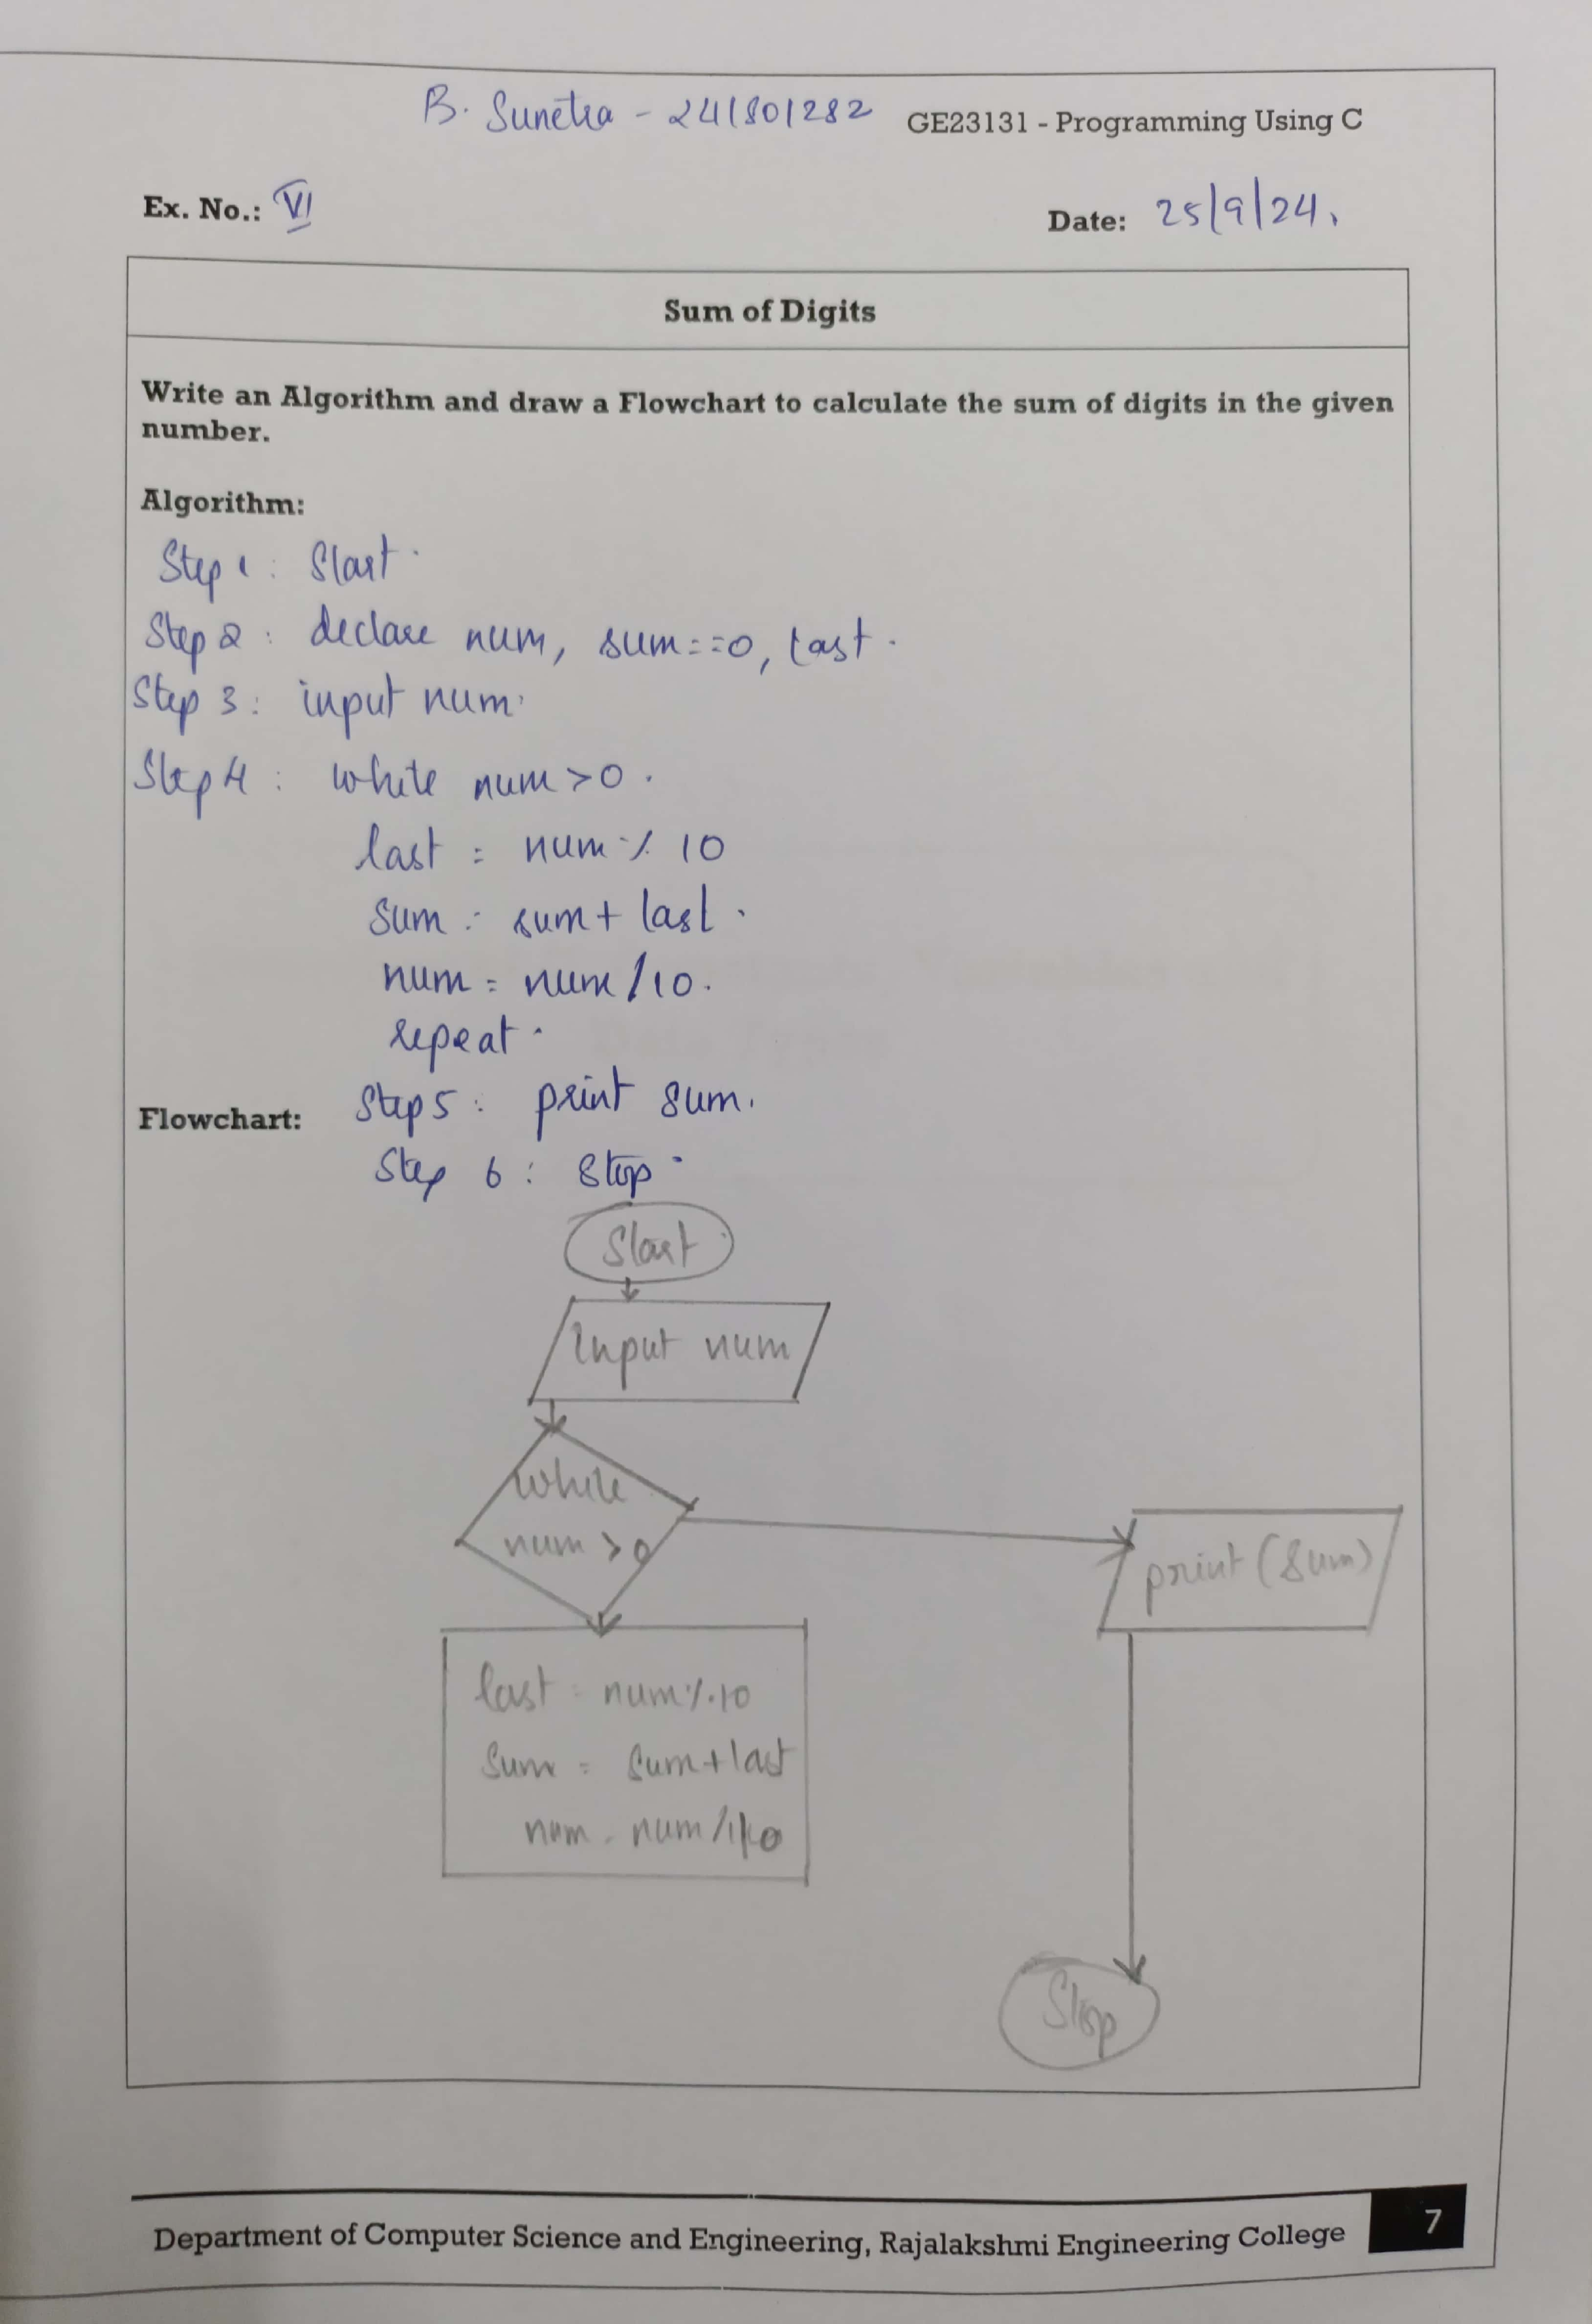 B. Sunetra - 241801282 GE23131 - Programming Using C
Ex. No.: VI Date: 25/9/24.
Sum of Digits
Write an Algorithm and draw a Flowchart to calculate the sum of digits in the given
number.
Algorithm:
Step 1: Start.
Step 2: declare num, sum==0, last.
Step 3: input num.
Step 4: while num>0.
last = num % 10
sum = sum + last.
num = num/10.
repeat.
Step 5: print sum.
Flowchart:
Step 6: Stop.
Start
Input num
while
num > 0
print (sum)
last = num%10
sum = sum+last
num = num/10
Stop
Department of Computer Science and Engineering, Rajalakshmi Engineering College 7